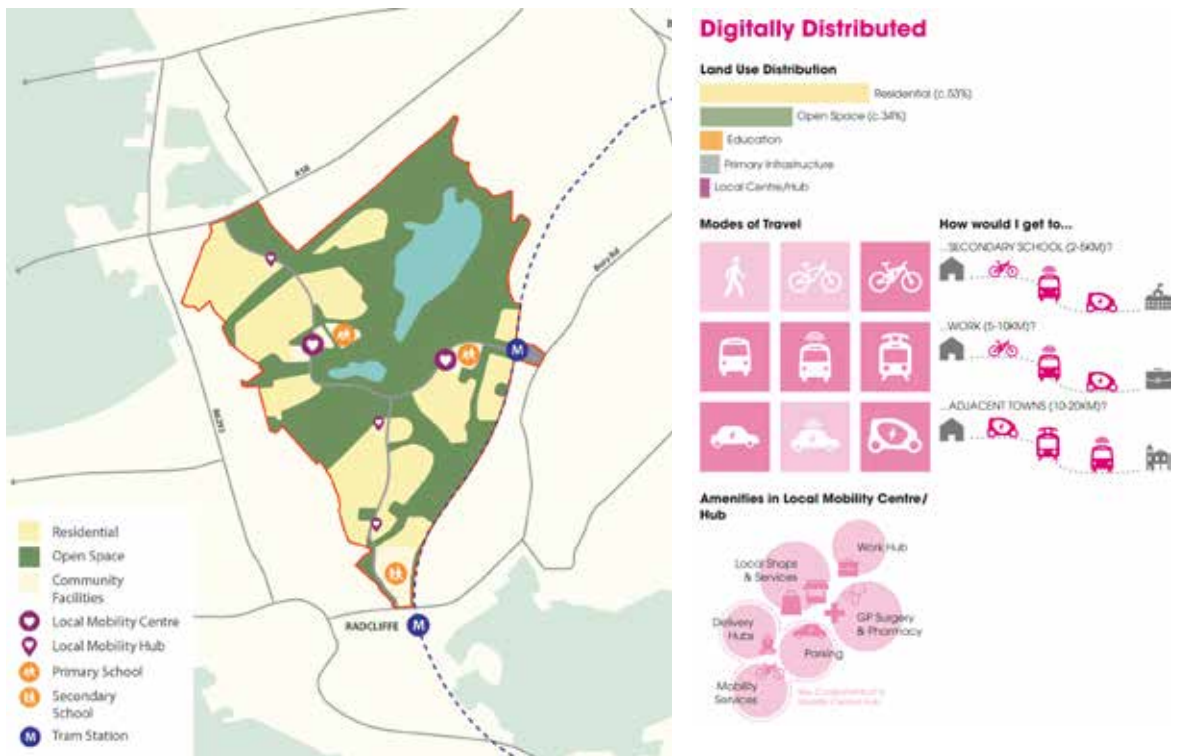 A58
Bury Rd
B6292
M
RADCLIFFE
M
Residential
Open Space
Community
Facilities
Local Mobility Centre
Local Mobility Hub
Primary School
Secondary
School
M
Tram Station
Digitally Distributed
Land Use Distribution
Residential (c.53%)
Open Space (c.34%)
Education
Primary Infrastructure
Local Centre/Hub
Modes of Travel
How would I get to...
...SECONDARY SCHOOL (2-5KM)?
...WORK (5-10KM)?
...ADJACENT TOWNS (10-20KM)?
Amenities in Local Mobility Centre/
Hub
Work Hub
Local Shops
& Services
GP Surgery
& Pharmacy
Delivery
Hubs
Parking
Mobility
Services